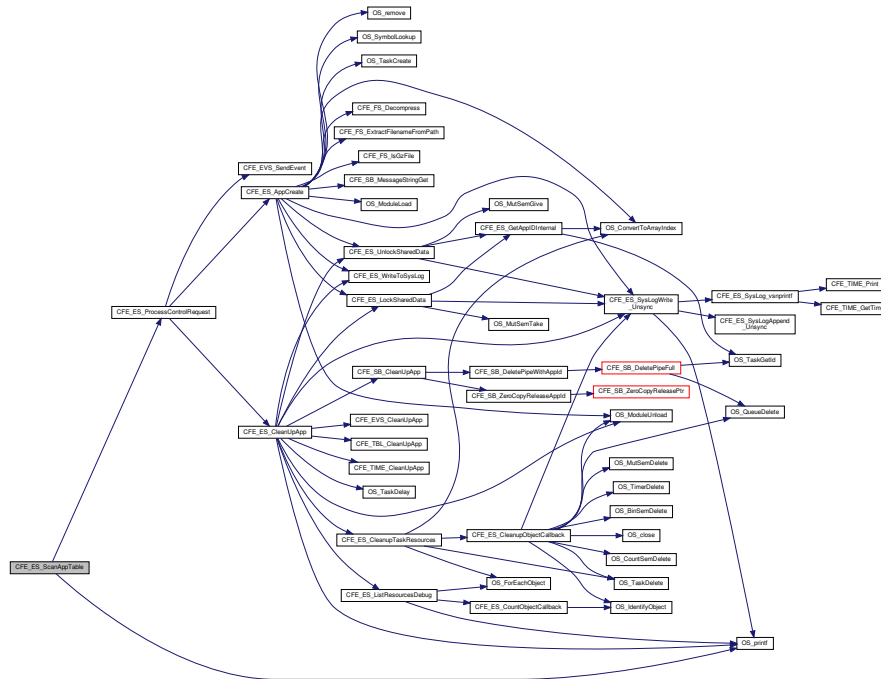 OS_remove
OS_SymbolLookup
OS_TaskCreate
CFE_FS_Decompress
CFE_FS_ExtractFilenameFromPath
CFE_FS_IsGzFile
CFE_EVS_SendEvent
CFE_SB_MessageStringGet
CFE_ES_AppCreate
OS_ModuleLoad
OS_MutSemGive
CFE_ES_GetAppIDInternal
OS_ConvertToArrayIndex
CFE_ES_UnlockSharedData
CFE_ES_WriteToSysLog
CFE_TIME_Print
CFE_ES_LockSharedData
CFE_ES_SysLogWrite
_Unsync
CFE_ES_SysLog_vsnprintf
CFE_TIME_GetTim
CFE_ES_ProcessControlRequest
OS_MutSemTake
CFE_ES_SysLogAppend
_Unsync
OS_TaskGetId
CFE_SB_CleanUpApp
CFE_SB_DeletePipeWithAppId
CFE_SB_DeletePipeFull
CFE_SB_ZeroCopyReleaseAppId
CFE_SB_ZeroCopyReleasePtr
OS_QueueDelete
OS_ModuleUnload
CFE_EVS_CleanUpApp
CFE_ES_CleanUpApp
CFE_TBL_CleanUpApp
CFE_TIME_CleanUpApp
OS_MutSemDelete
OS_TaskDelay
OS_TimerDelete
OS_BinSemDelete
CFE_ES_CleanupTaskResources
CFE_ES_CleanupObjectCallback
OS_close
OS_CountSemDelete
CFE_ES_ScanAppTable
OS_ForEachObject
OS_TaskDelete
CFE_ES_ListResourcesDebug
CFE_ES_CountObjectCallback
OS_IdentifyObject
OS_printf